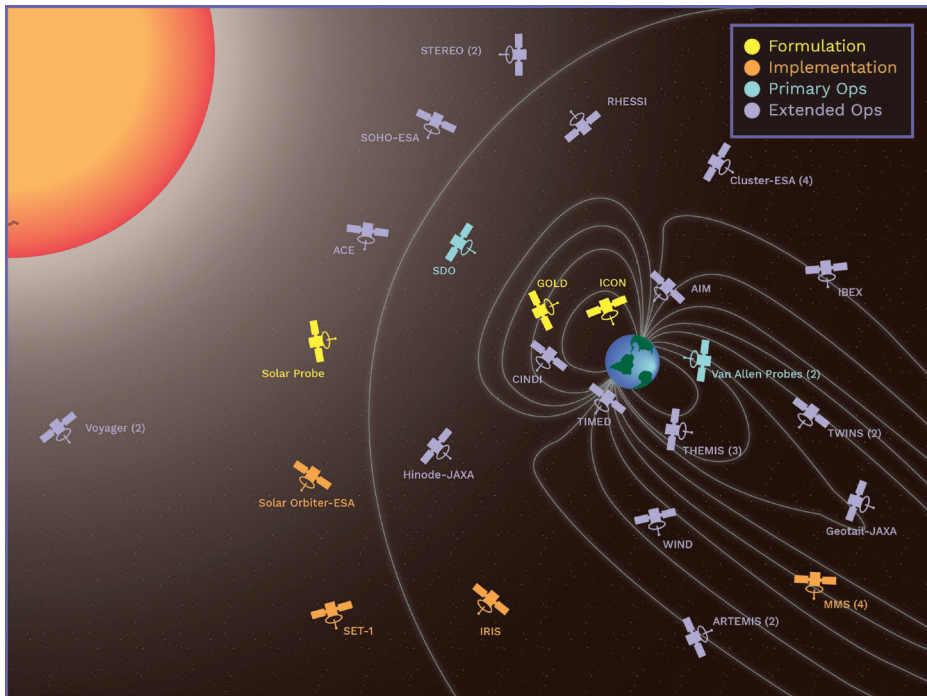 STEREO (2)
Formulation
Implementation
Primary Ops
Extended Ops
RHESSI
SOHO-ESA
Cluster-ESA (4)
ACE
SDO
GOLD
ICON
AIM
IBEX
Solar Probe
CINDI
Van Allen Probes (2)
TIMED
Voyager (2)
TWINS (2)
THEMIS (3)
Hinode-JAXA
Solar Orbiter-ESA
Geotail-JAXA
WIND
MMS (4)
SET-1
IRIS
ARTEMIS (2)